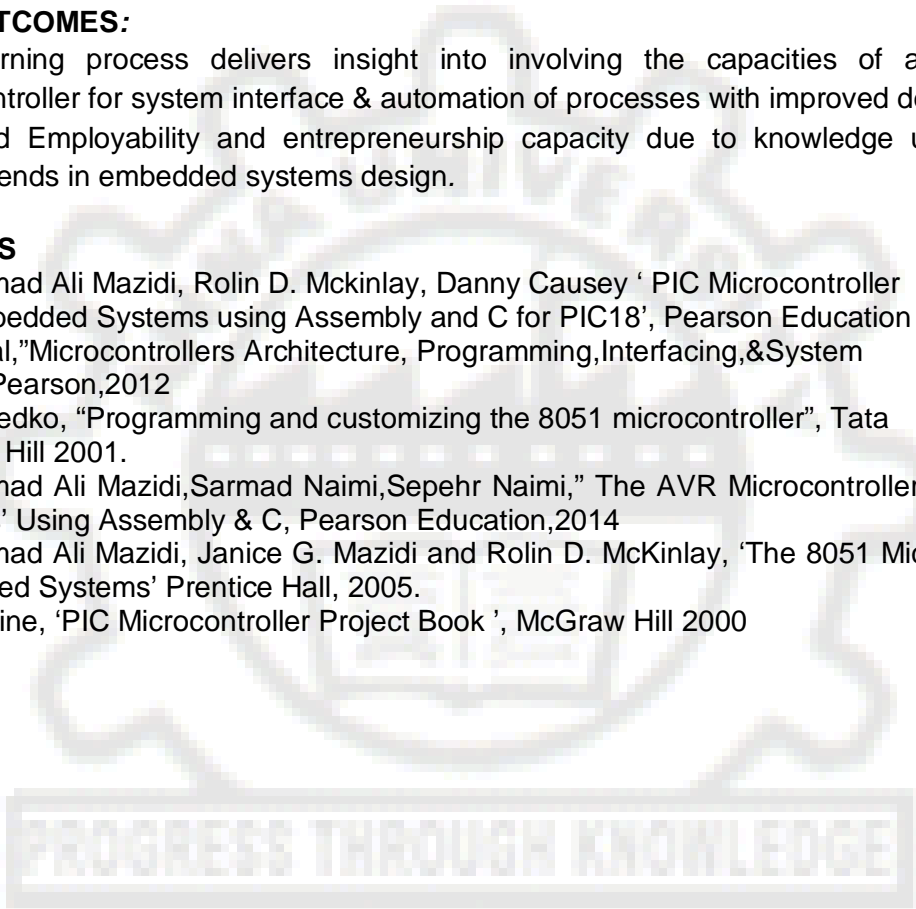 TCOMES:
rning process delivers insight into involving the capacities of a
ntroller for system interface & automation of processes with improved de
d Employability and entrepreneurship capacity due to knowledge u
ends in embedded systems design.
S
mad Ali Mazidi, Rolin D. Mckinlay, Danny Causey ‘ PIC Microcontroller
bedded Systems using Assembly and C for PIC18’, Pearson Education
al,”Microcontrollers Architecture, Programming,Interfacing,&System
Pearson,2012
edko, “Programming and customizing the 8051 microcontroller”, Tata
Hill 2001.
mad Ali Mazidi,Sarmad Naimi,Sepehr Naimi,” The AVR Microcontroller
’ Using Assembly & C, Pearson Education,2014
mad Ali Mazidi, Janice G. Mazidi and Rolin D. McKinlay, ‘The 8051 Mic
ed Systems’ Prentice Hall, 2005.
ine, ‘PIC Microcontroller Project Book ’, McGraw Hill 2000
PROGRESS THROUGH KNOWLEDGE